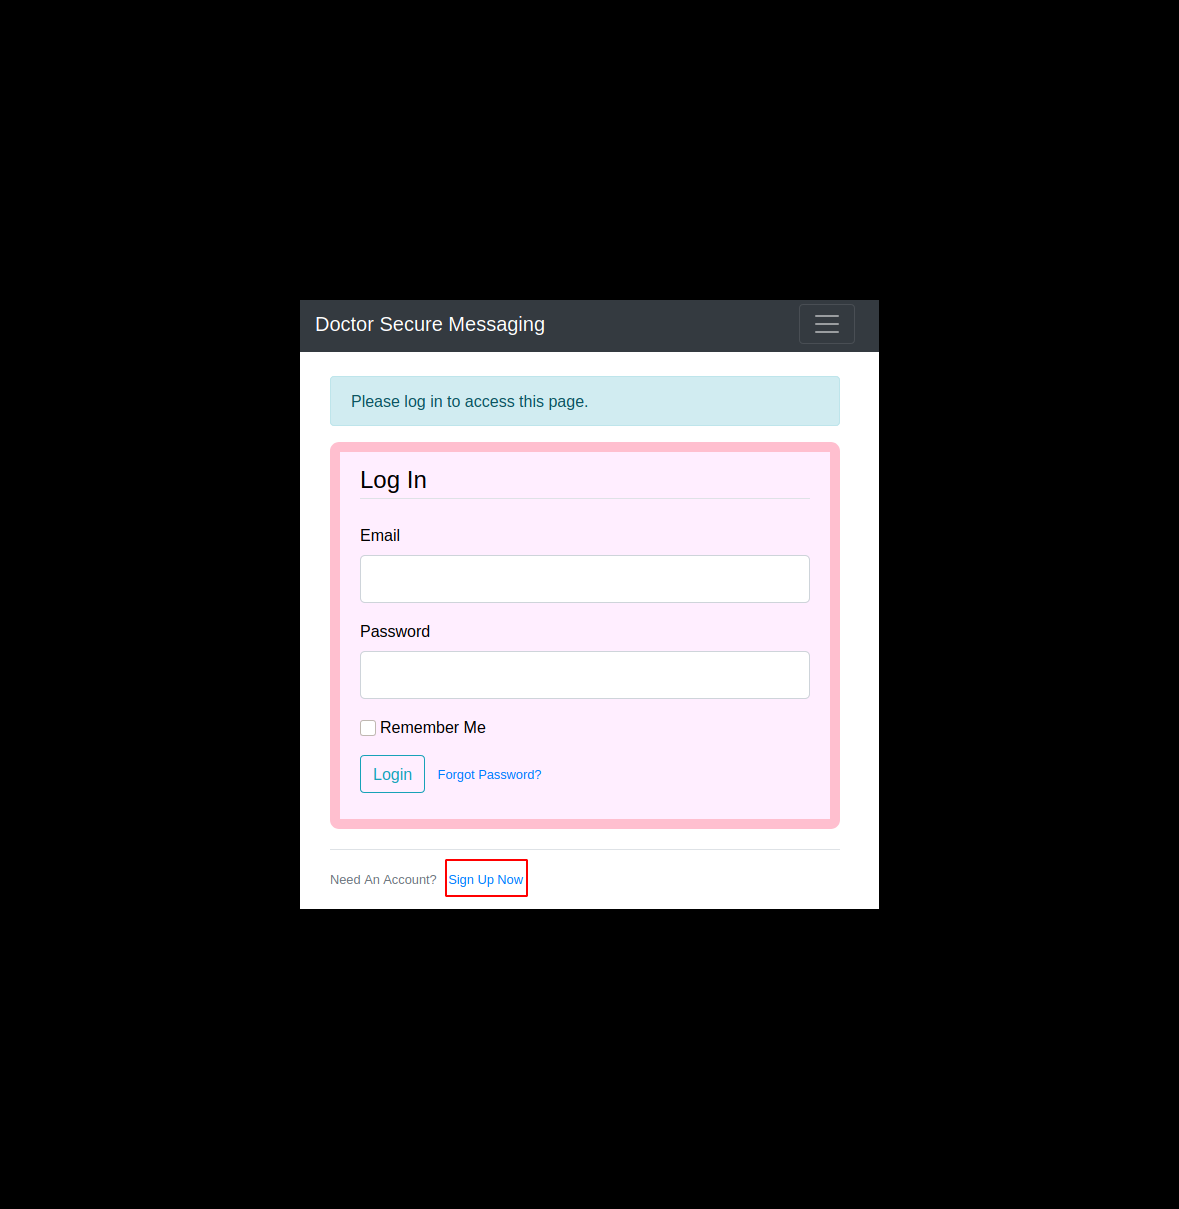 Doctor Secure Messaging
Please log in to access this page.
Log In
Email
Password
Remember Me
Login Forgot Password?
Need An Account? Sign Up Now